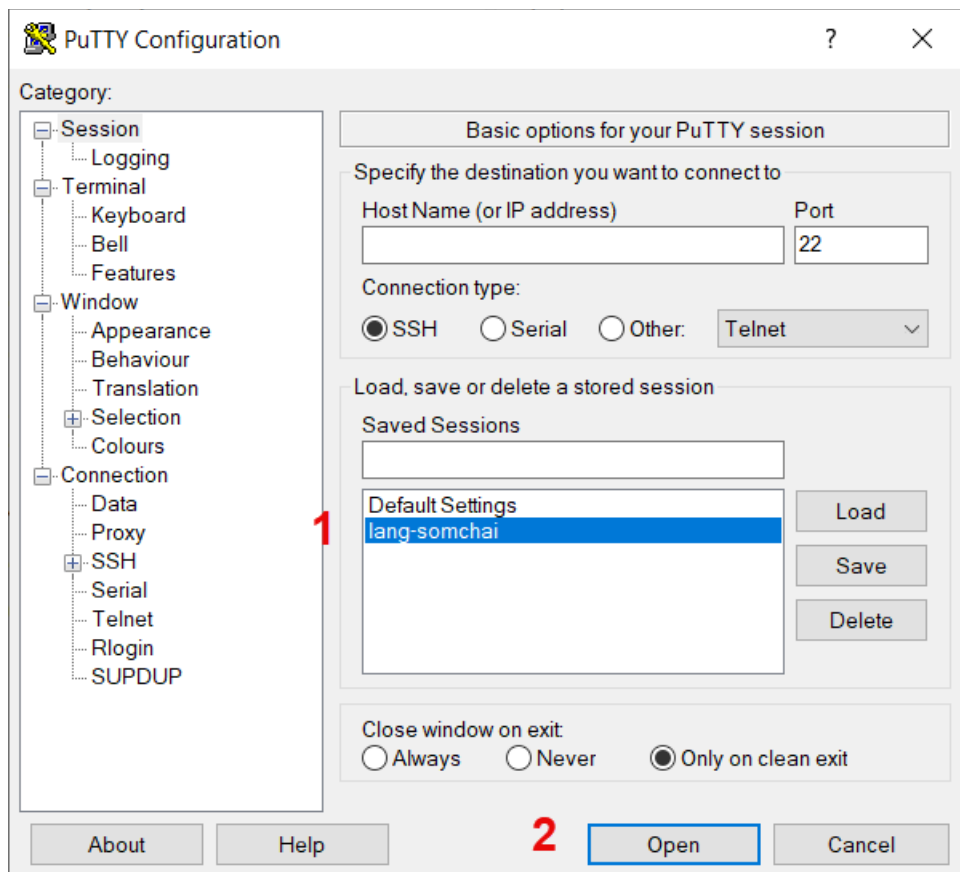 PuTTY Configuration
?
Category:
Session
Logging
Terminal
Keyboard
Bell
Features
Window
Appearance
Behaviour
Translation
Selection
Colours
Connection
Data
Proxy
SSH
Serial
Telnet
Rlogin
SUPDUP
Basic options for your PuTTY session
Specify the destination you want to connect to
Host Name (or IP address) Port
22
Connection type:
SSH Serial Other: Telnet
Load, save or delete a stored session
Saved Sessions
Default Settings
1 lang-somchai
Load
Save
Delete
Close window on exit:
Always Never Only on clean exit
About Help 2 Open Cancel